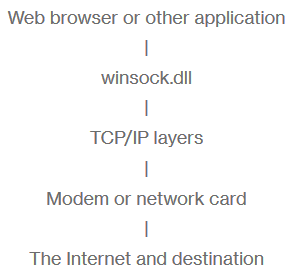 Web browser or other application
|
winsock.dll
|
TCP/IP layers
|
Modem or network card
|
The Internet and destination